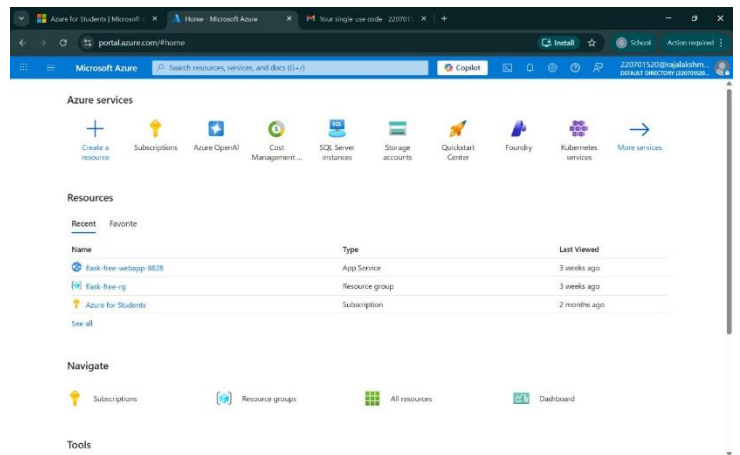 Azure for Students | Microsoft A
Home - Microsoft Azure
Your single-use code - 2207015
portal.azure.com/#home
Install
School
Action required
Microsoft Azure
Search resources, services, and docs (G+/)
Copilot
220701520@rajalakshm...
DEFAULT DIRECTORY (220701520...
Azure services
Create a resource
Subscriptions
Azure OpenAI
Cost Management ...
SQL Server instances
Storage accounts
Quickstart Center
Foundry
Kubernetes services
More services
Resources
Recent Favorite
Name Type Last Viewed
flask-free-webapp-8828 App Service 3 weeks ago
flask-free-rg Resource group 3 weeks ago
Azure for Students Subscription 2 months ago
See all
Navigate
Subscriptions Resource groups All resources Dashboard
Tools